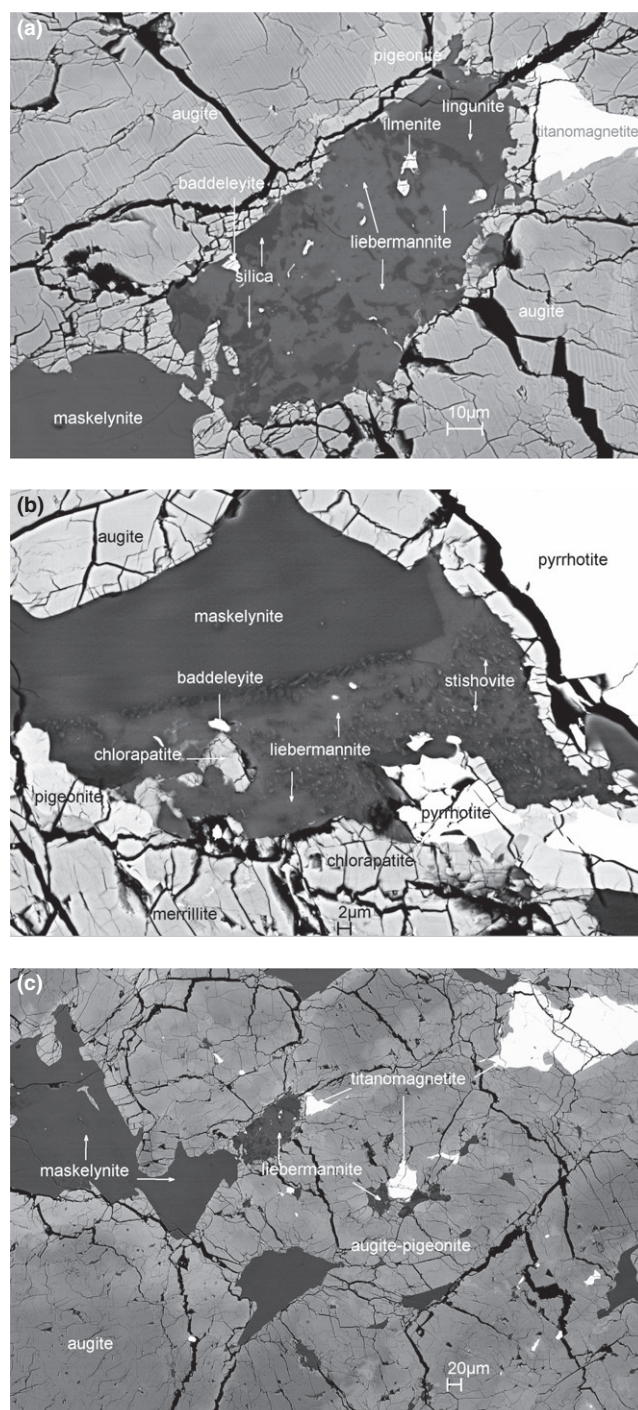 (a)
pigeonite
augite
lingunite
ilmenite
titanomagnetite
baddeleyite
liebermannite
silica
augite
maskelynite
10µm
(b)
augite
pyrrhotite
maskelynite
stishovite
baddeleyite
liebermannite
chlorapatite
pigeonite
pyrrhotite
chlorapatite
merrillite
2µm
(c)
titanomagnetite
maskelynite
liebermannite
augite-pigeonite
augite
20µm